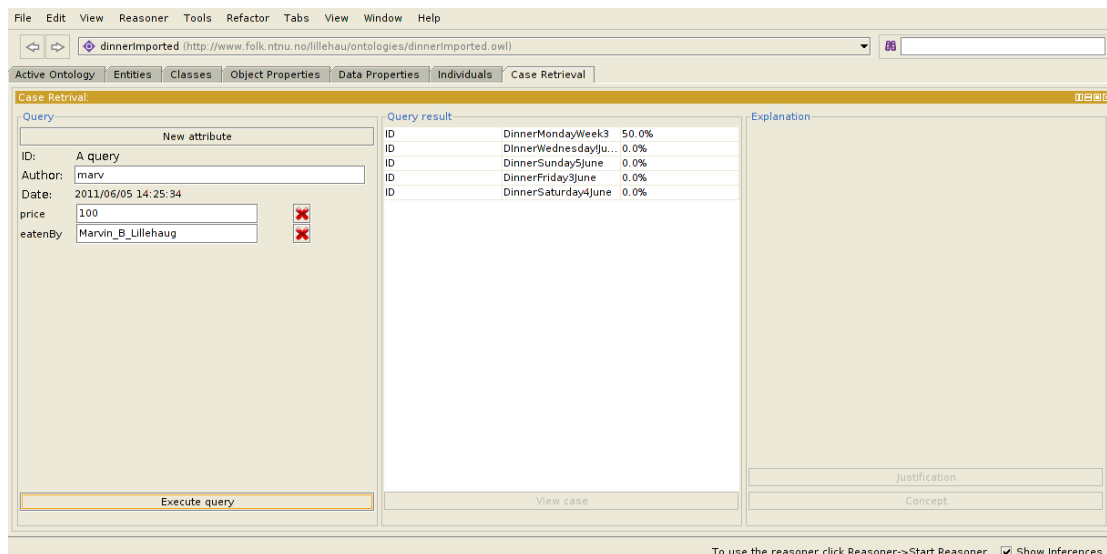 File Edit View Reasoner Tools Refactor Tabs View Window Help
dinnerImported (http://www.folk.ntnu.no/lillehau/ontologies/dinnerImported.owl)
Active Ontology Entities Classes Object Properties Data Properties Individuals Case Retrieval
Case Retrival:
Query
New attribute
ID: A query
Author: marv
Date: 2011/06/05 14:25:34
price 100
eatenBy Marvin_B_Lillehaug
Execute query
Query result
ID DinnerMondayWeek3 50.0%
ID DInnerWednesday!Ju... 0.0%
ID DinnerSunday5June 0.0%
ID DinnerFriday3June 0.0%
ID DinnerSaturday4June 0.0%
View case
Explanation
Justification
Concept
To use the reasoner click Reasoner->Start Reasoner Show Inferences